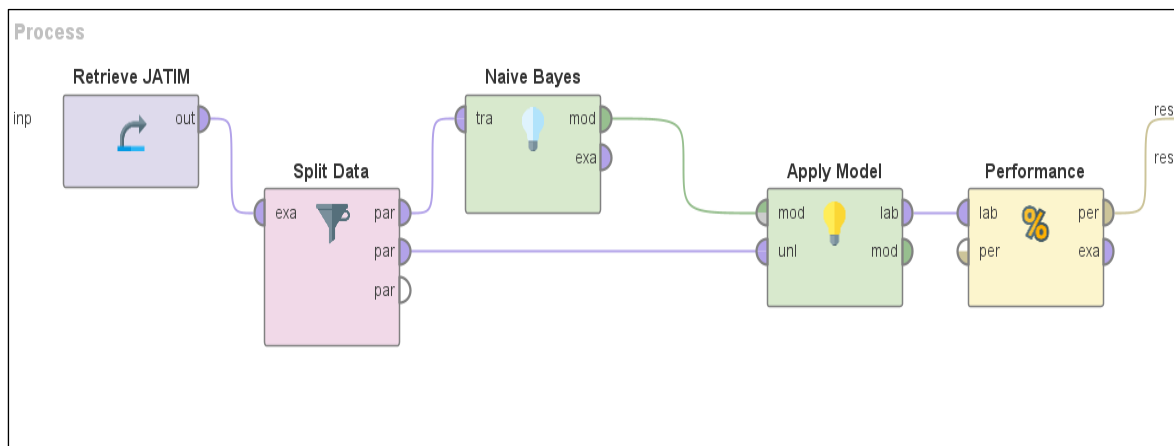 Process
Retrieve JATIM
Naive Bayes
inp
out
tra
mod
exa
res
res
Split Data
exa
par
par
par
Apply Model
mod
lab
unl
mod
Performance
lab
per
per
exa
%